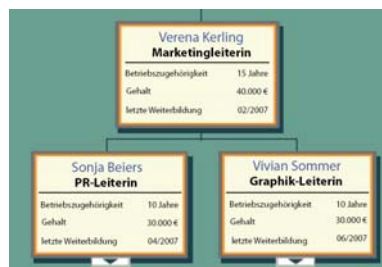 Verena Kerling
Marketingleiterin
Betriebszugehörigkeit 15 Jahre
Gehalt 40.000 €
letzte Weiterbildung 02/2007
Sonja Beiers
PR-Leiterin
Betriebszugehörigkeit 10 Jahre
Gehalt 30.000 €
letzte Weiterbildung 04/2007
Vivian Sommer
Graphik-Leiterin
Betriebszugehörigkeit 10 Jahre
Gehalt 30.000 €
letzte Weiterbildung 06/2007